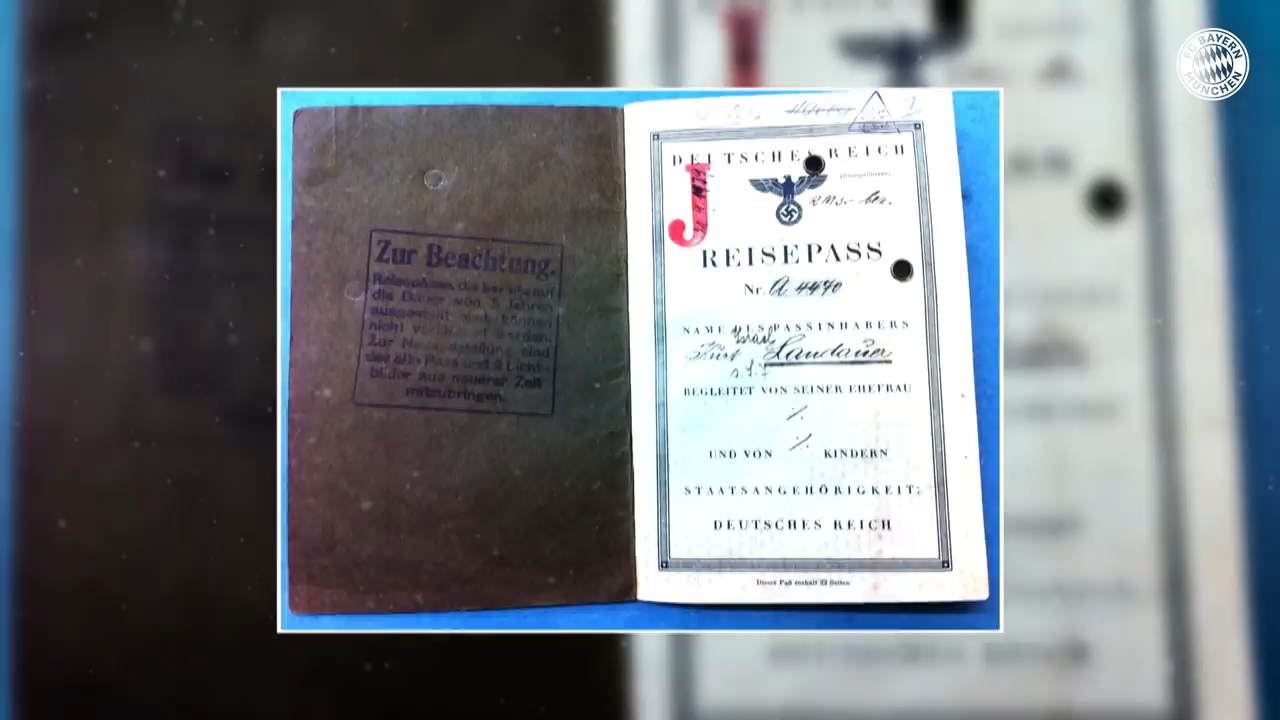 FC BAYERN
MÜNCHEN
Zur Beachtung.
Reisepässe, die
die Dauer von 5 Jahren
ausgestellt sind können
nicht werden.
Zur Neuausstellung sind
der alte Pass und 2 Licht-
bilder aus neuerer Zeit
mitzubringen.
DEUTSCHES REICH
J
REISEPASS
Nr. A 4470
NAME DES PASSINHABERS
Israel
Kurt Landauer
BEGLEITET VON SEINER EHEFRAU
UND VON KINDERN
STAATSANGEHÖRIGKEIT:
DEUTSCHES REICH
Dieser Paß enthält 32 Seiten